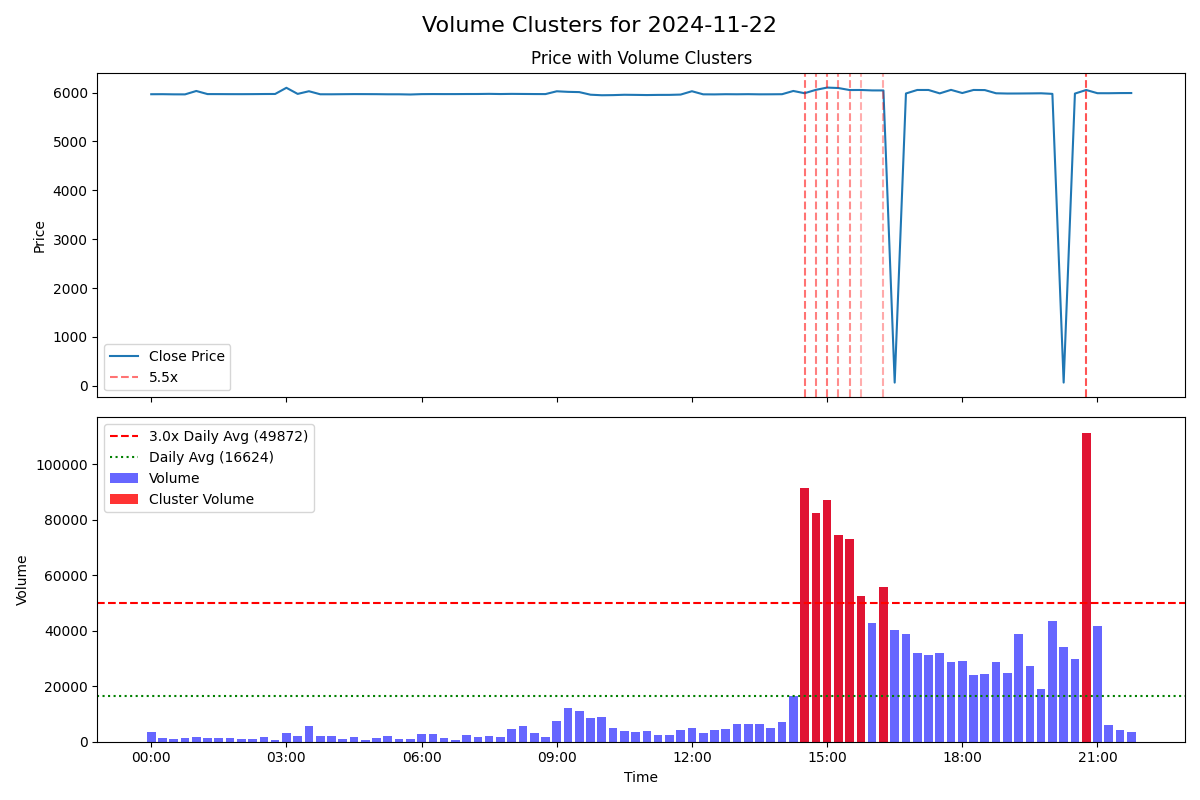 Volume Clusters for 2024-11-22
Price with Volume Clusters
Price
6000
5000
4000
3000
2000
1000
0
Close Price
5.5x
Volume
100000
80000
60000
40000
20000
0
3.0x Daily Avg (49872)
Daily Avg (16624)
Volume
Cluster Volume
00:00 03:00 06:00 09:00 12:00 15:00 18:00 21:00
Time